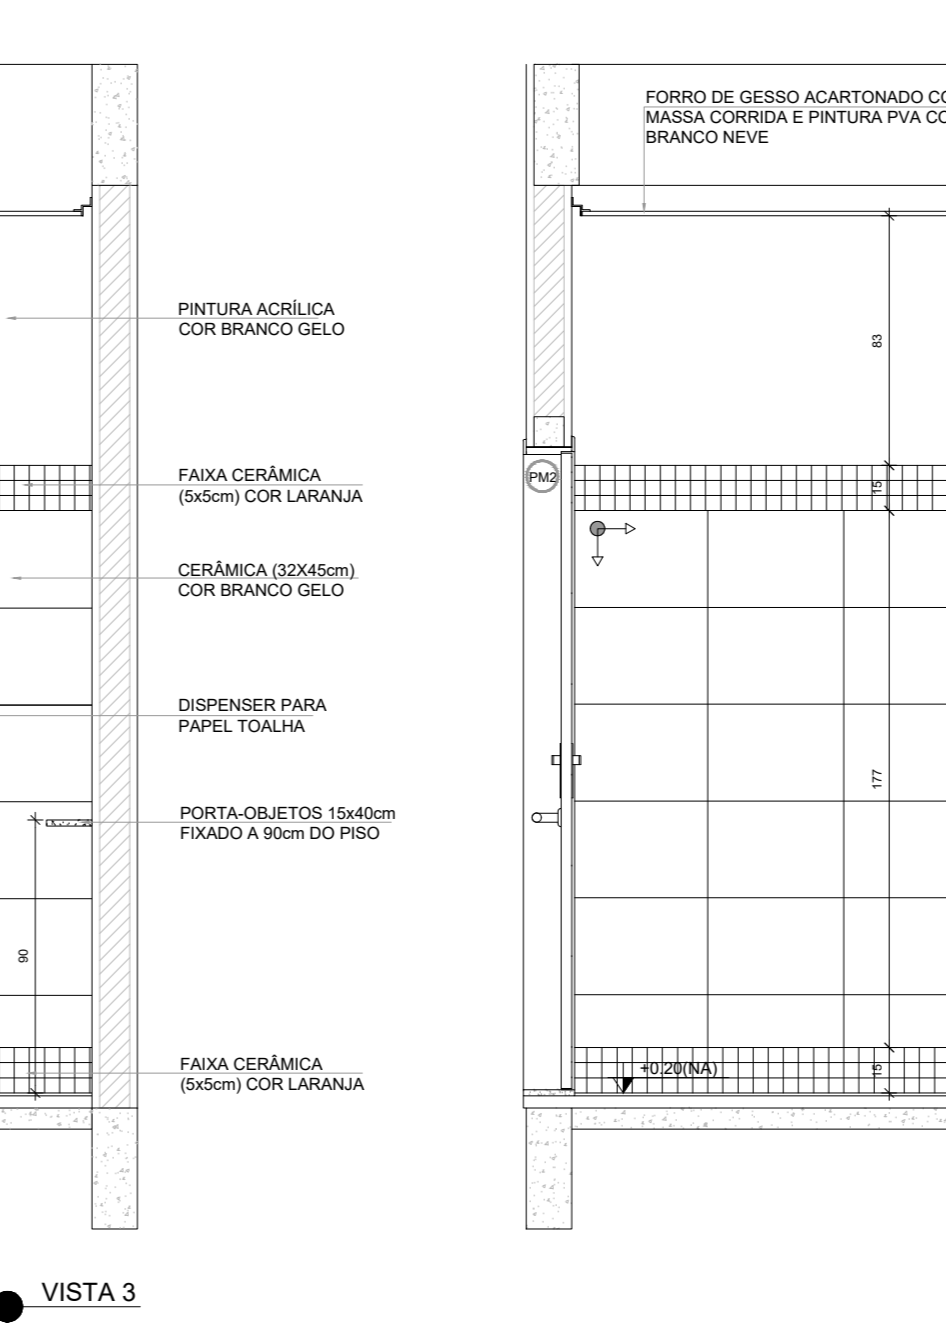 FORRO DE GESSO ACARTONADO CO
MASSA CORRIDA E PINTURA PVA CO
BRANCO NEVE
PINTURA ACRÍLICA
COR BRANCO GELO
83
FAIXA CERÂMICA
(5x5cm) COR LARANJA
PM2
15
CERÂMICA (32X45cm)
COR BRANCO GELO
DISPENSER PARA
PAPEL TOALHA
177
PORTA-OBJETOS 15x40cm
FIXADO A 90cm DO PISO
90
FAIXA CERÂMICA
(5x5cm) COR LARANJA
+0.20(NA)
15
VISTA 3